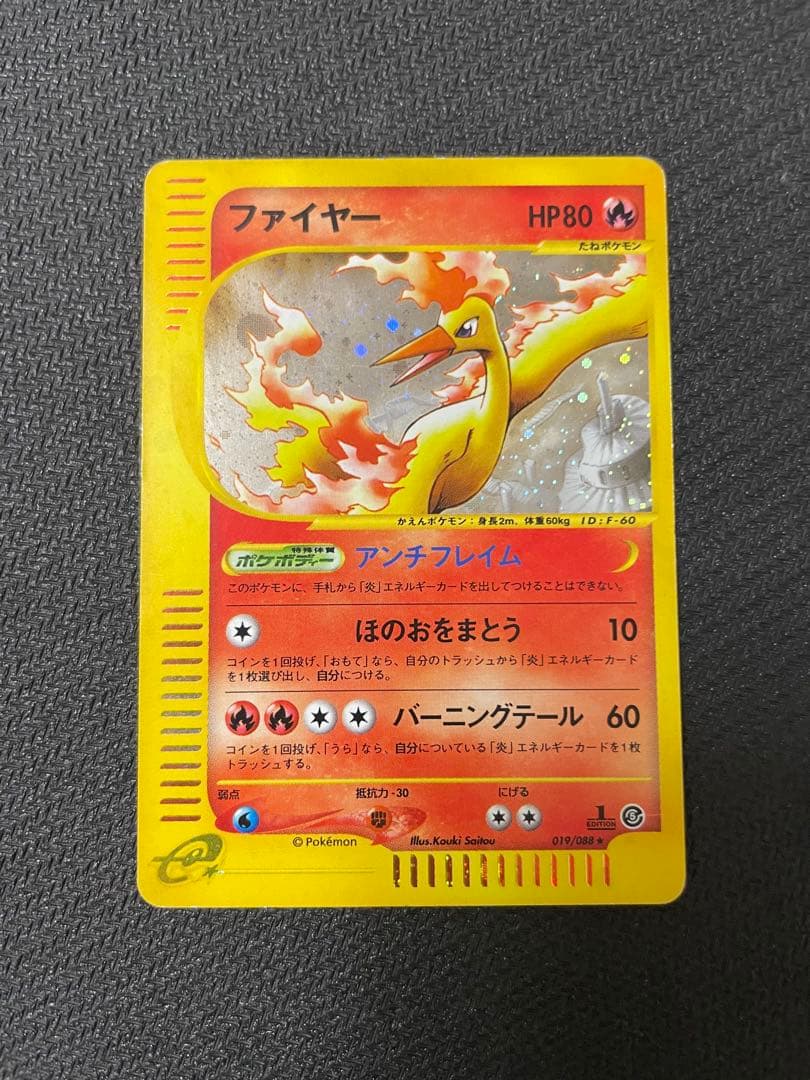 ファイヤー HP80
たねポケモン
かえんポケモン：身長2m、体重60kg ID:F-60
特殊体質
ポケボディー アンチフレイム
このポケモンに、手札から「炎」エネルギーカードを出してつけることはできない。
ほのおをまとう 10
コインを1回投げ、「おもて」なら、自分のトラッシュから「炎」エネルギーカード
を1枚選び出し、自分につける。
バーニングテール 60
コインを1回投げ、「うら」なら、自分についている「炎」エネルギーカードを1枚
トラッシュする。
弱点 抵抗力-30 にげる
1
EDITION
© Pokémon Illus.Kouki Saitou 019/088★